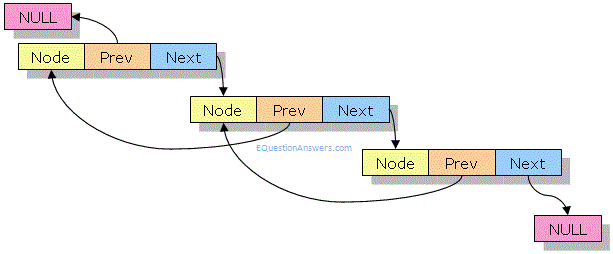 NULL
Node Prev Next
Node Prev Next
EQuestionAnswers.com
Node Prev Next
NULL